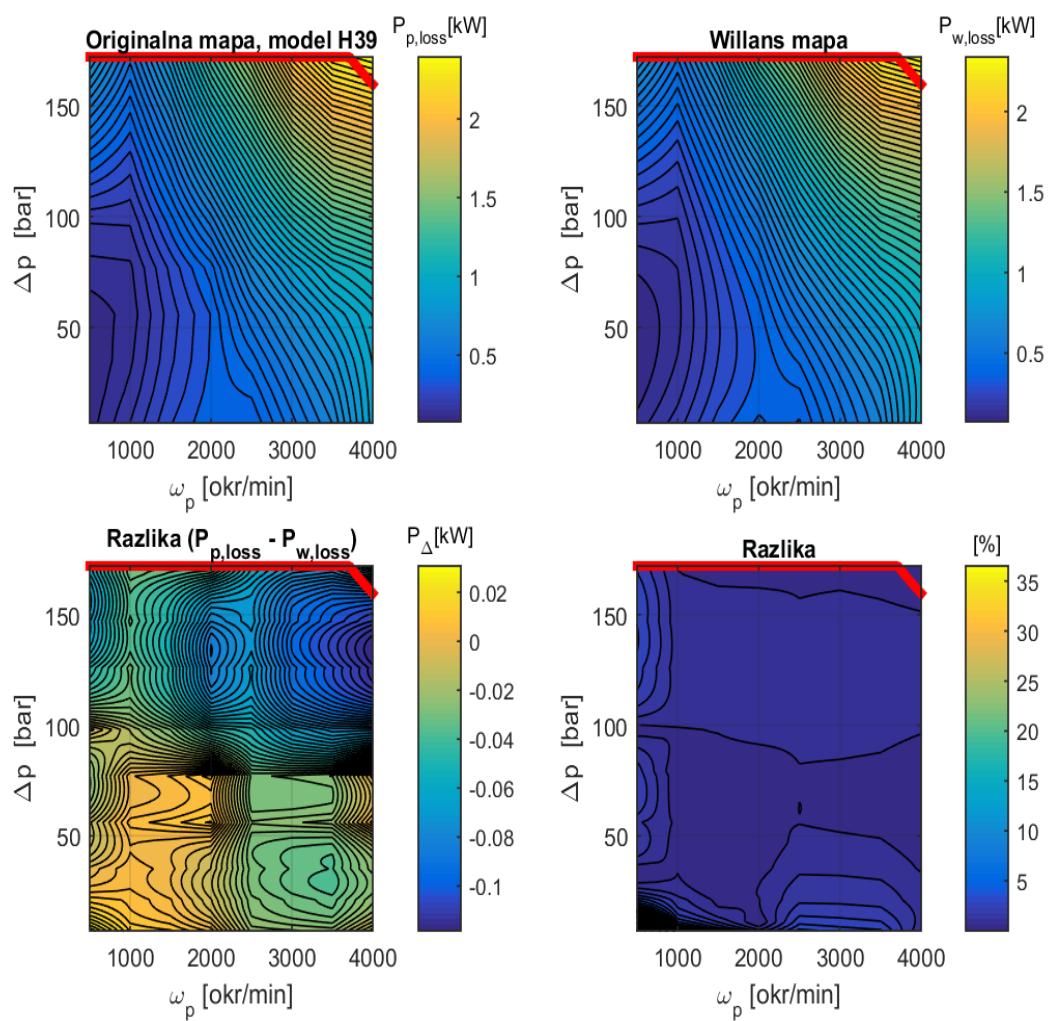 Originalna mapa, model H39
P_p,loss[kW]
150
100
50
Δp [bar]
1000 2000 3000 4000
ω_p [okr/min]
2
1.5
1
0.5
Willans mapa
P_w,loss[kW]
150
100
50
Δp [bar]
1000 2000 3000 4000
ω_p [okr/min]
2
1.5
1
0.5
Razlika (P_p,loss - P_w,loss)
P_Δ[kW]
150
100
50
Δp [bar]
1000 2000 3000 4000
ω_p [okr/min]
0.02
0
-0.02
-0.04
-0.06
-0.08
-0.1
Razlika
[%]
150
100
50
Δp [bar]
1000 2000 3000 4000
ω_p [okr/min]
35
30
25
20
15
10
5